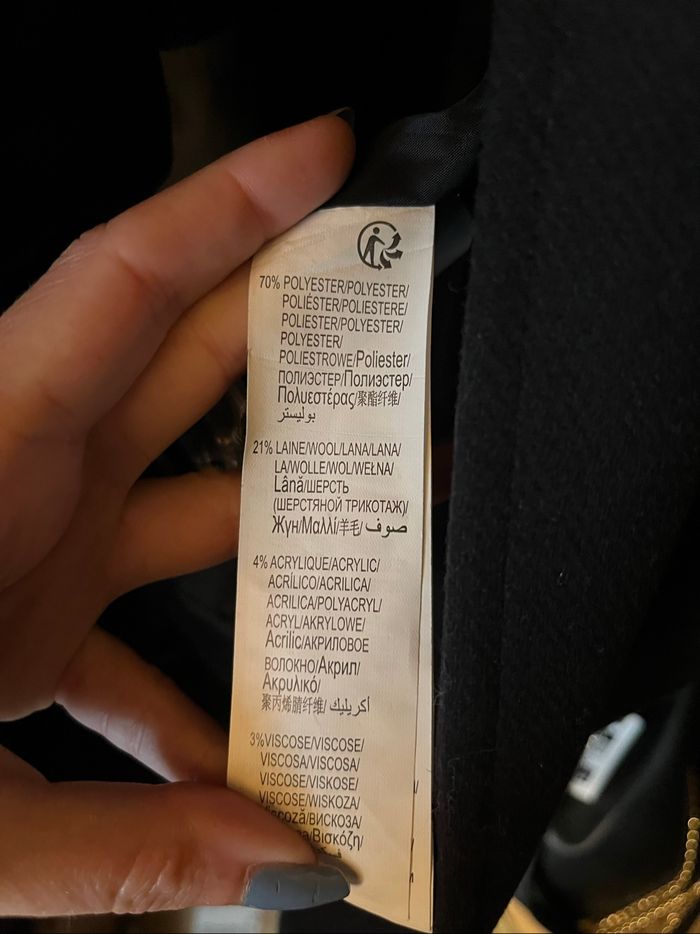 70% POLYESTER/POLYESTER/
POLIÉSTER/POLIESTERE/
POLIESTER/POLYESTER/
POLYESTER/
POLIESTROWE/Poliester/
ПОЛИЭСТЕР/Полиэстер/
Πολυεστέρας/聚酯纤维/
بوليستر
21% LAINE/WOOL/LANA/LANA/
LA/WOLLE/WOL/WEŁNA/
Lână/ШЕРСТЬ
(ШЕРСТЯНОЙ ТРИКОТАЖ)/
Жүн/Μαλλί/羊毛/صوف
4% ACRYLIQUE/ACRYLIC/
ACRÍLICO/ACRILICA/
ACRILICA/POLYACRYL/
ACRYL/AKRYLOWE/
Acrilic/АКРИЛОВОЕ
ВОЛОКНО/Акрил/
Ακρυλικό/
聚丙烯腈纤维/أكريليك
3%VISCOSE/VISCOSE/
VISCOSA/VISCOSA/
VISCOSE/VISKOSE/
VISCOSE/WISKOZA/
ВИСКОЗА/
Βισκόζη/